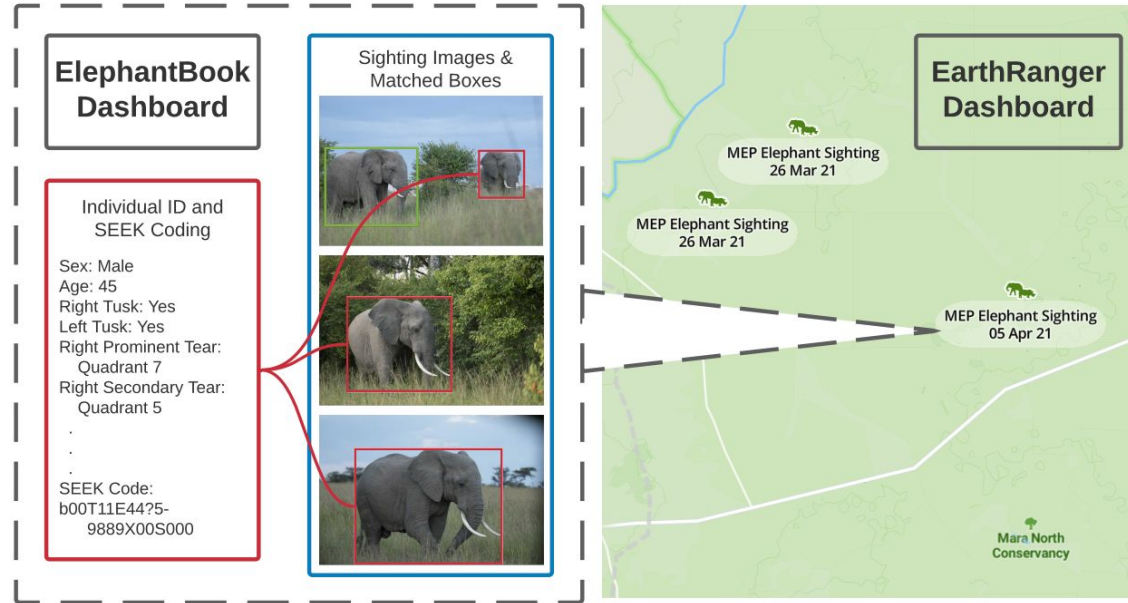 ElephantBook
Dashboard
Individual ID and
SEEK Coding
Sex: Male
Age: 45
Right Tusk: Yes
Left Tusk: Yes
Right Prominent Tear:
Quadrant 7
Right Secondary Tear:
Quadrant 5
.
.
.
SEEK Code:
b00T11E44?5-
9889X00S000
Sighting Images &
Matched Boxes
EarthRanger
Dashboard
MEP Elephant Sighting
26 Mar 21
MEP Elephant Sighting
26 Mar 21
MEP Elephant Sighting
05 Apr 21
Mara North
Conservancy